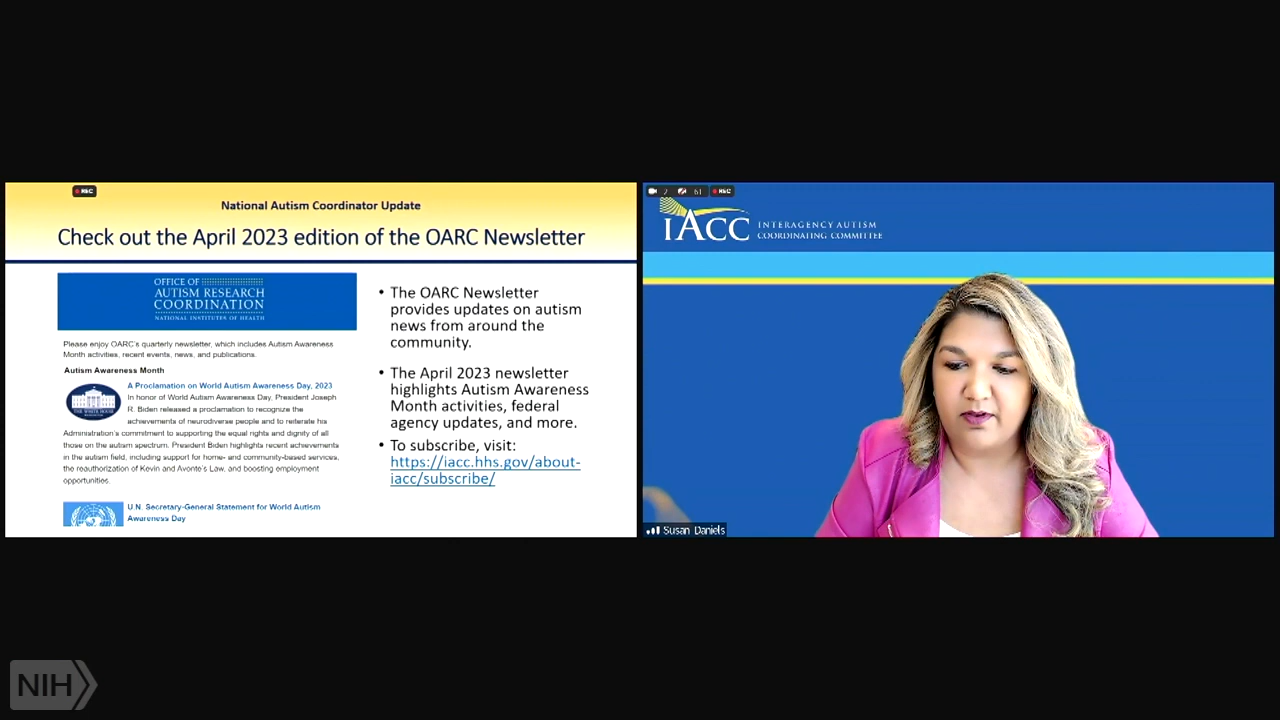 REC
National Autism Coordinator Update
Check out the April 2023 edition of the OARC Newsletter
OFFICE OF
AUTISM RESEARCH
COORDINATION
NATIONAL INSTITUTES OF HEALTH
Please enjoy OARC's quarterly newsletter, which includes Autism Awareness
Month activities, recent events, news, and publications.
Autism Awareness Month
A Proclamation on World Autism Awareness Day, 2023
In honor of World Autism Awareness Day, President Joseph
R. Biden released a proclamation to recognize the
achievements of neurodiverse people and to reiterate his
Administration's commitment to supporting the equal rights and dignity of all
those on the autism spectrum. President Biden highlights recent achievements
in the autism field, including support for home- and community-based services,
the reauthorization of Kevin and Avonte's Law, and boosting employment
opportunities.
THE WHITE HOUSE
U.N. Secretary-General Statement for World Autism
Awareness Day
• The OARC Newsletter
provides updates on autism
news from around the
community.
• The April 2023 newsletter
highlights Autism Awareness
Month activities, federal
agency updates, and more.
• To subscribe, visit:
https://iacc.hhs.gov/about-
iacc/subscribe/
2 61 REC
IACC
INTERAGENCY AUTISM
COORDINATING COMMITTEE
Susan Daniels
NIH